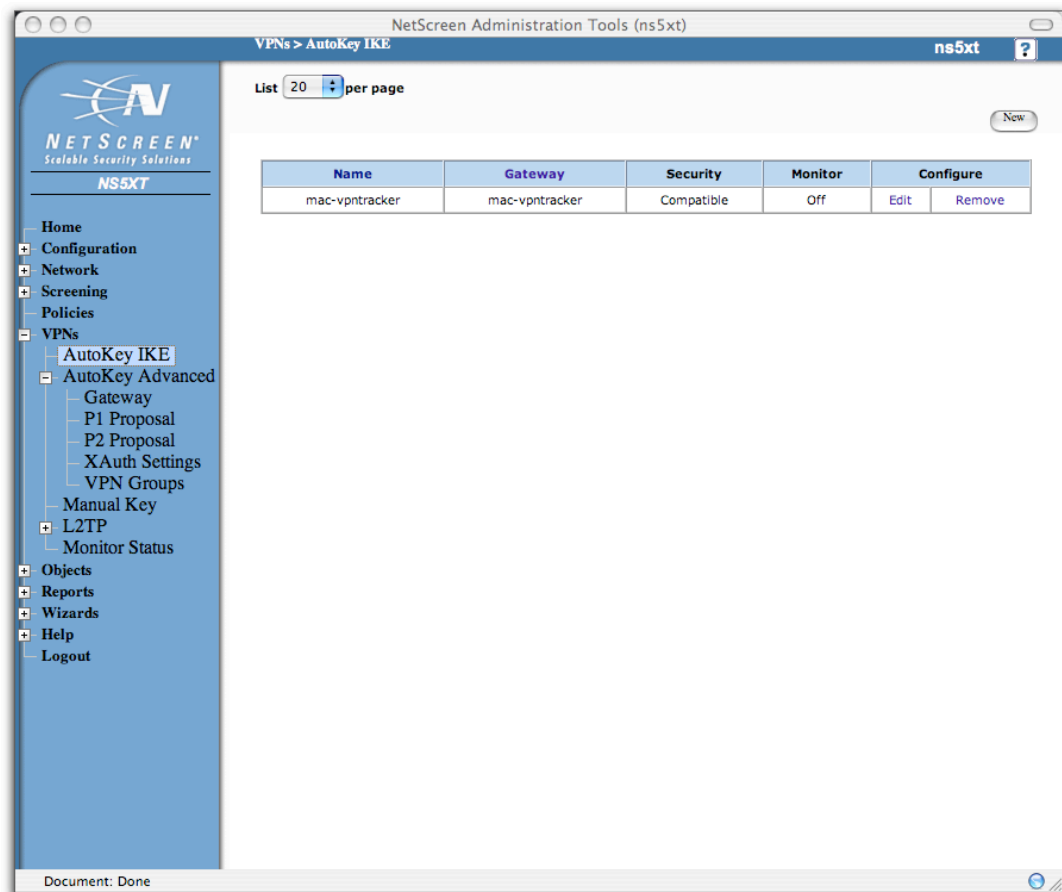 NetScreen Administration Tools (ns5xt)
VPNs > AutoKey IKE
ns5xt ?
List 20 per page
New
N
NETSCREEN
Scalable Security Solutions
NS5XT
Name Gateway Security Monitor Configure
mac-vpntracker mac-vpntracker Compatible Off Edit Remove
Home
Configuration
Network
Screening
Policies
VPNs
AutoKey IKE
AutoKey Advanced
Gateway
P1 Proposal
P2 Proposal
XAuth Settings
VPN Groups
Manual Key
L2TP
Monitor Status
Objects
Reports
Wizards
Help
Logout
Document: Done